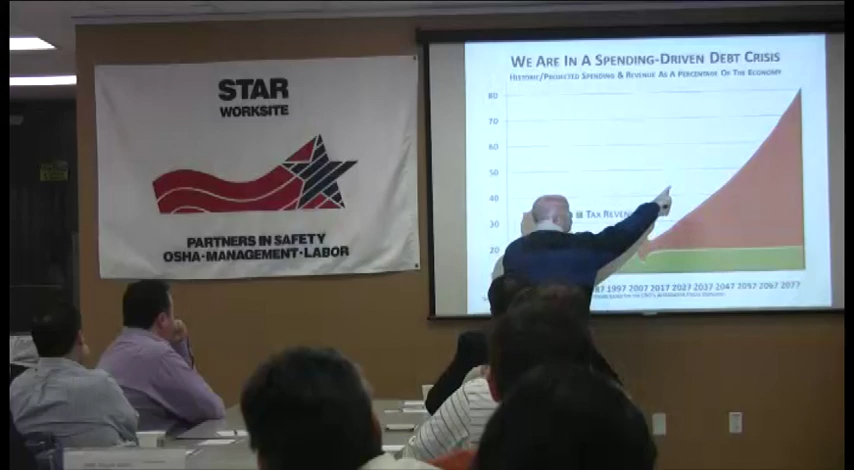 STAR
WORKSITE
PARTNERS IN SAFETY
OSHA·MANAGEMENT·LABOR
WE ARE IN A SPENDING-DRIVEN DEBT CRISIS
HISTORIC/PROJECTED SPENDING & REVENUE AS A PERCENTAGE OF THE ECONOMY
80
70
60
50
40
30
20
TAX REVEN
87 1997 2007 2017 2027 2037 2047 2057 2067 2077